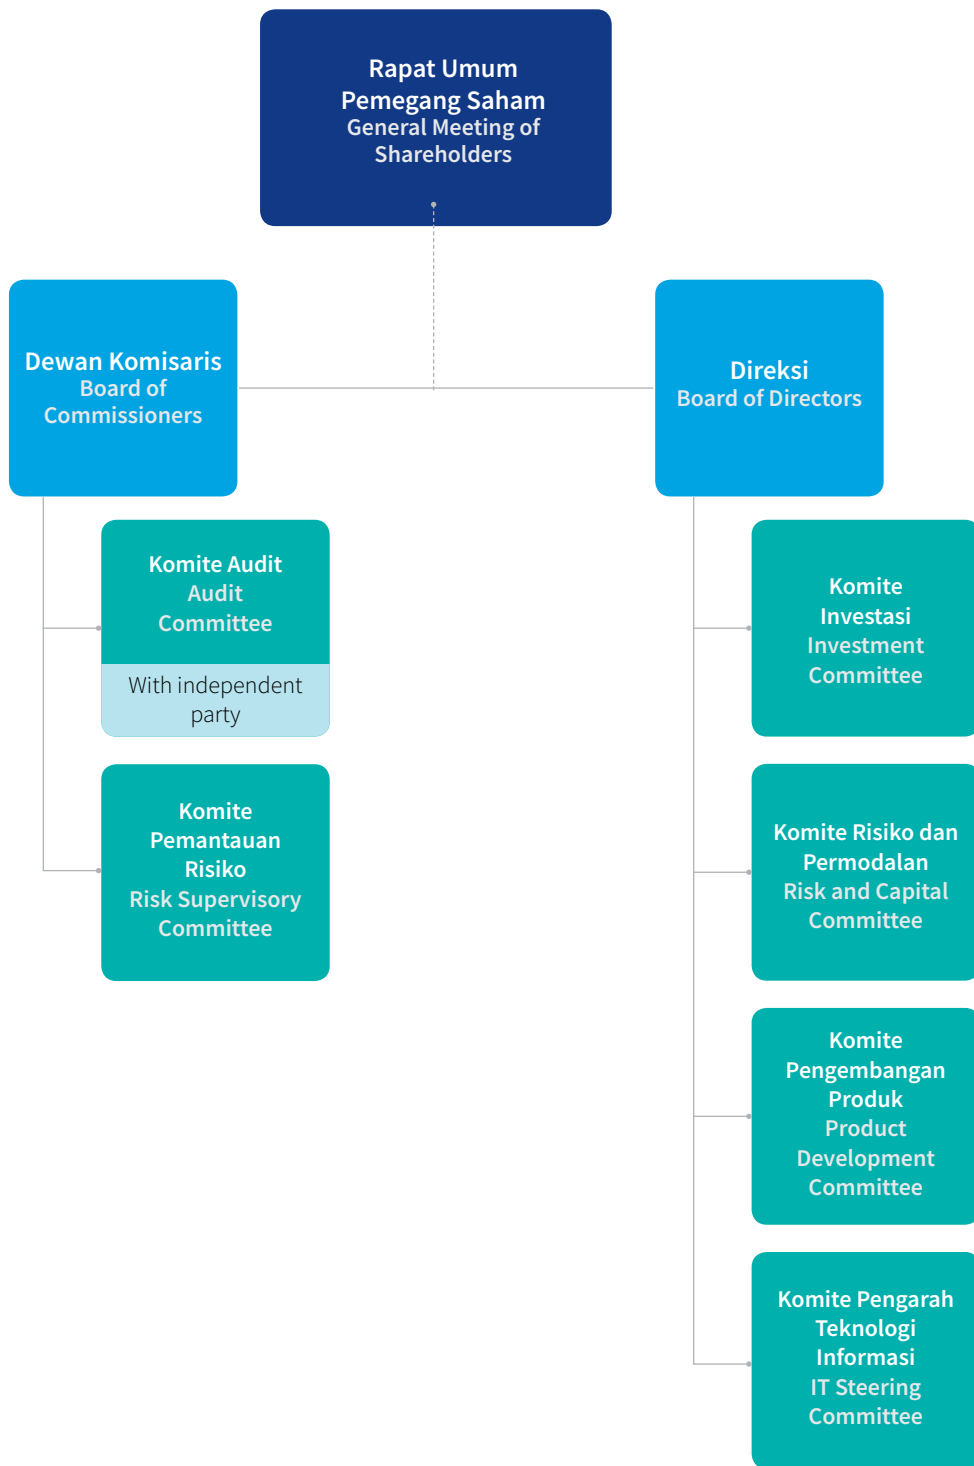 Rapat Umum
Pemegang Saham
General Meeting of
Shareholders
Dewan Komisaris
Board of
Commissioners
Direksi
Board of Directors
Komite Audit
Audit
Committee
With independent
party
Komite
Pemantauan
Risiko
Risk Supervisory
Committee
Komite
Investasi
Investment
Committee
Komite Risiko dan
Permodalan
Risk and Capital
Committee
Komite
Pengembangan
Produk
Product
Development
Committee
Komite Pengarah
Teknologi
Informasi
IT Steering
Committee